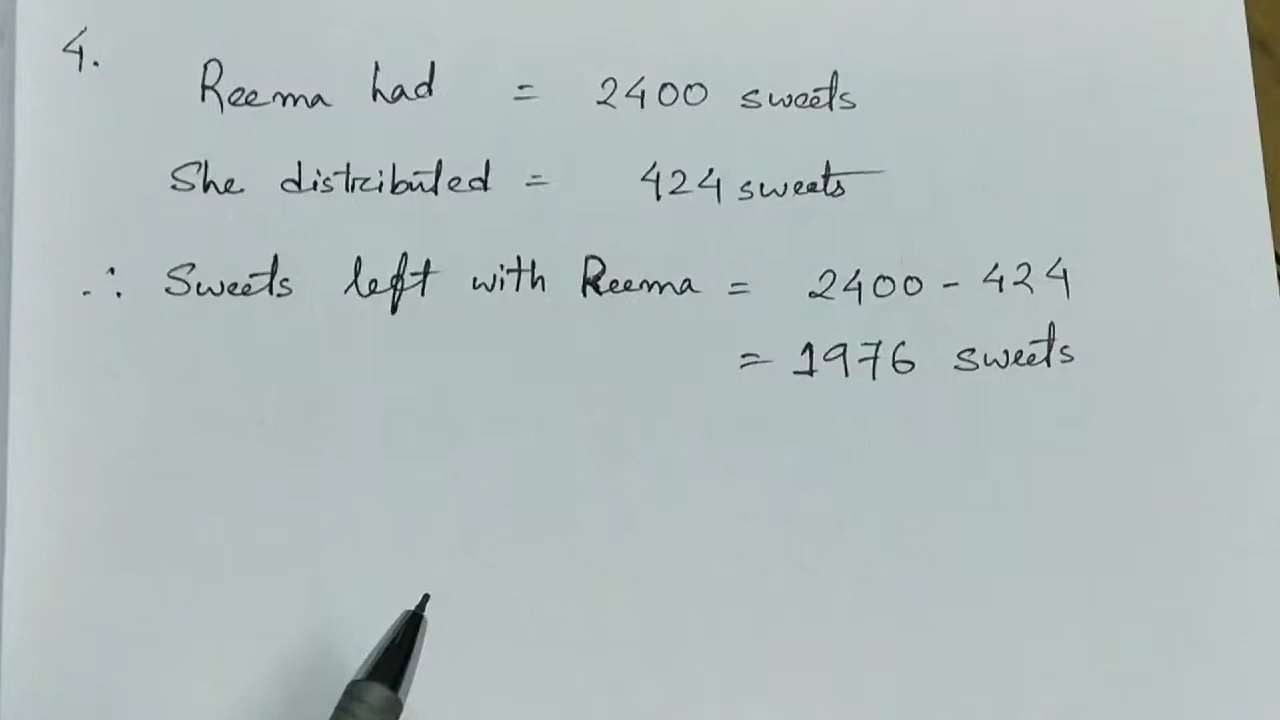 4.
Reema had = 2400 sweets
She distributed = 424 sweets
∴ Sweets left with Reema = 2400 - 424
= 1976 sweets